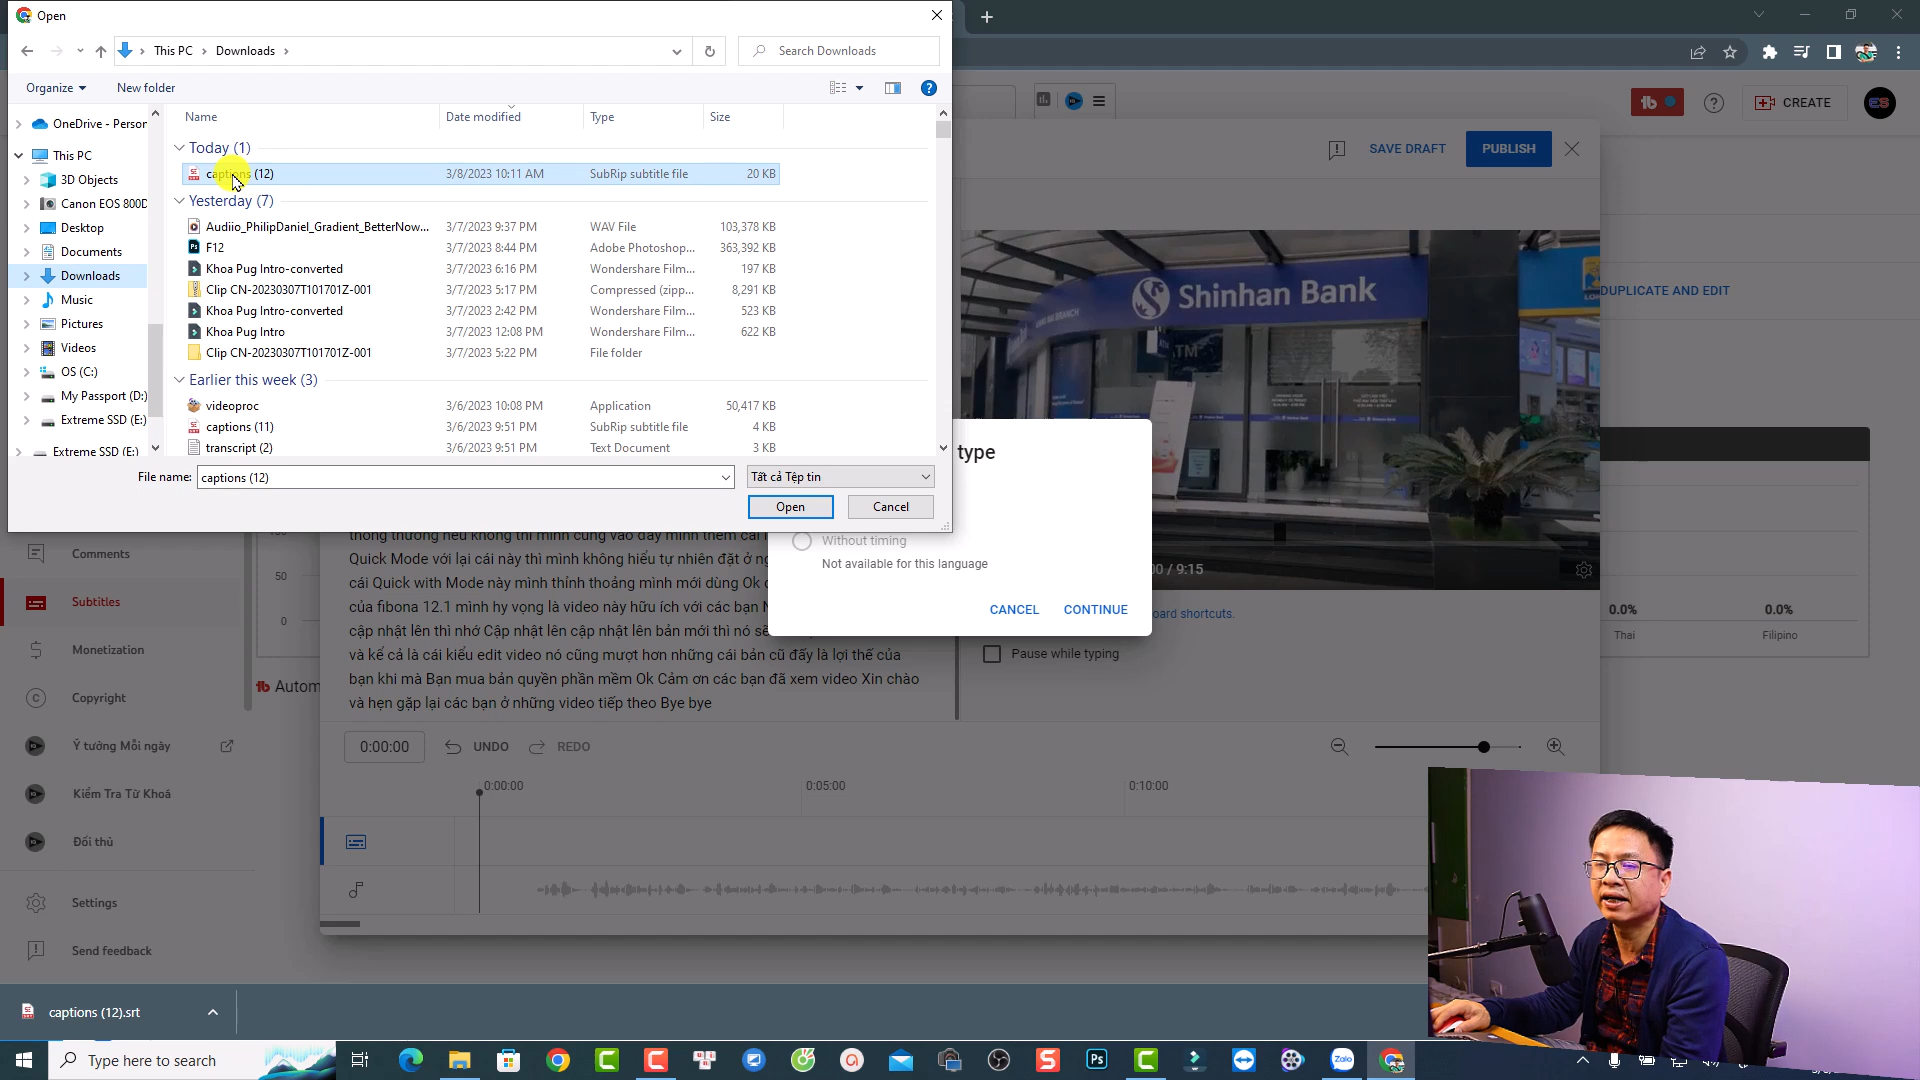 Open
This PC
Downloads
Search Downloads
Organize
New folder
Name
Date modified
Type
Size
OneDrive - Person
This PC
3D Objects
Canon EOS 800D
Desktop
Documents
Downloads
Music
Pictures
Videos
OS (C:)
My Passport (D:)
Extreme SSD (E:)
Extreme SSD (E:)
Today (1)
captions (12) 3/8/2023 10:11 AM SubRip subtitle file 20 KB
Yesterday (7)
Audiio_PhilipDaniel_Gradient_BetterNow... 3/7/2023 9:37 PM WAV File 103,378 KB
F12 3/7/2023 8:44 PM Adobe Photoshop... 363,392 KB
Khoa Pug Intro-converted 3/7/2023 6:16 PM Wondershare Film... 197 KB
Clip CN-20230307T101701Z-001 3/7/2023 5:17 PM Compressed (zipp... 8,291 KB
Khoa Pug Intro-converted 3/7/2023 2:42 PM Wondershare Film... 523 KB
Khoa Pug Intro 3/7/2023 12:08 PM Wondershare Film... 622 KB
Clip CN-20230307T101701Z-001 3/7/2023 5:22 PM File folder
Earlier this week (3)
videoproc 3/6/2023 10:08 PM Application 50,417 KB
captions (11) 3/6/2023 9:51 PM SubRip subtitle file 4 KB
transcript (2) 3/6/2023 9:51 PM Text Document 3 KB
File name: captions (12)
Tất cả Tệp tin
Open
Cancel
CREATE
SAVE DRAFT
PUBLISH
DUPLICATE AND EDIT
Shinhan Bank
ATM
type
Without timing
Not available for this language
CANCEL
CONTINUE
/ 9:15
oard shortcuts.
Pause while typing
0.0%
Thai
0.0%
Filipino
Comments
Subtitles
Monetization
Copyright
Ý tưởng Mỗi ngày
Kiểm Tra Từ Khoá
Đối thủ
Settings
Send feedback
50
0
Autom
thông thường nếu không thì mình cũng vào đây mình thêm cái
Quick Mode với lại cái này thì mình không hiểu tự nhiên đặt ở
cái Quick with Mode này mình thỉnh thoảng mình mới dùng Ok
của fibona 12.1 mình hy vọng là video này hữu ích với các bạn
cập nhật lên thì nhớ Cập nhật lên cập nhật lên bản mới thì nó
và kể cả là cái kiểu edit video nó cũng mượt hơn những cái bản cũ đấy là lợi thế của
bạn khi mà Bạn mua bản quyền phần mềm Ok Cảm ơn các bạn đã xem video Xin chào
và hẹn gặp lại các bạn ở những video tiếp theo Bye bye
0:00:00
UNDO
REDO
0:00:00
0:05:00
0:10:00
captions (12).srt
Type here to search
Zalo